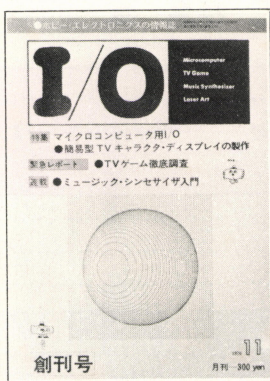 ●ホビー・エレクトロニクスの情報誌
I/O
Microcomputer
TV Game
Music Synthesizer
Laser Art
特集 マイクロコンピュータ用I/O
●簡易型TVキャラクタ・ディスプレイの製作
緊急レポート ●TVゲーム徹底調査
連載 ●ミュージック・シンセサイザ入門
創刊号
1976 11
月刊―300 yen